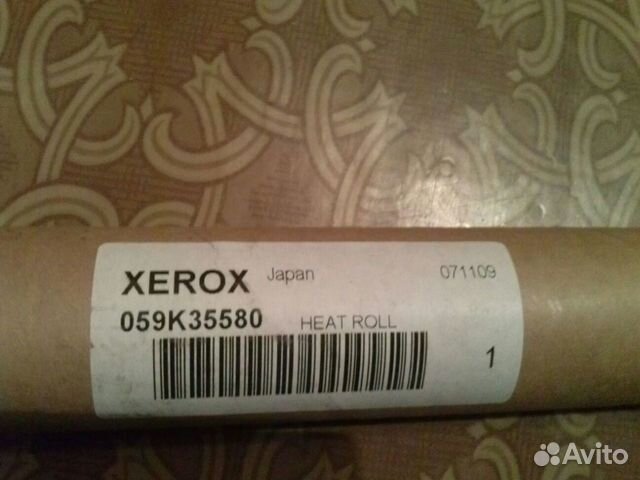 XEROX Japan 071109
059K35580 HEAT ROLL
1
Avito